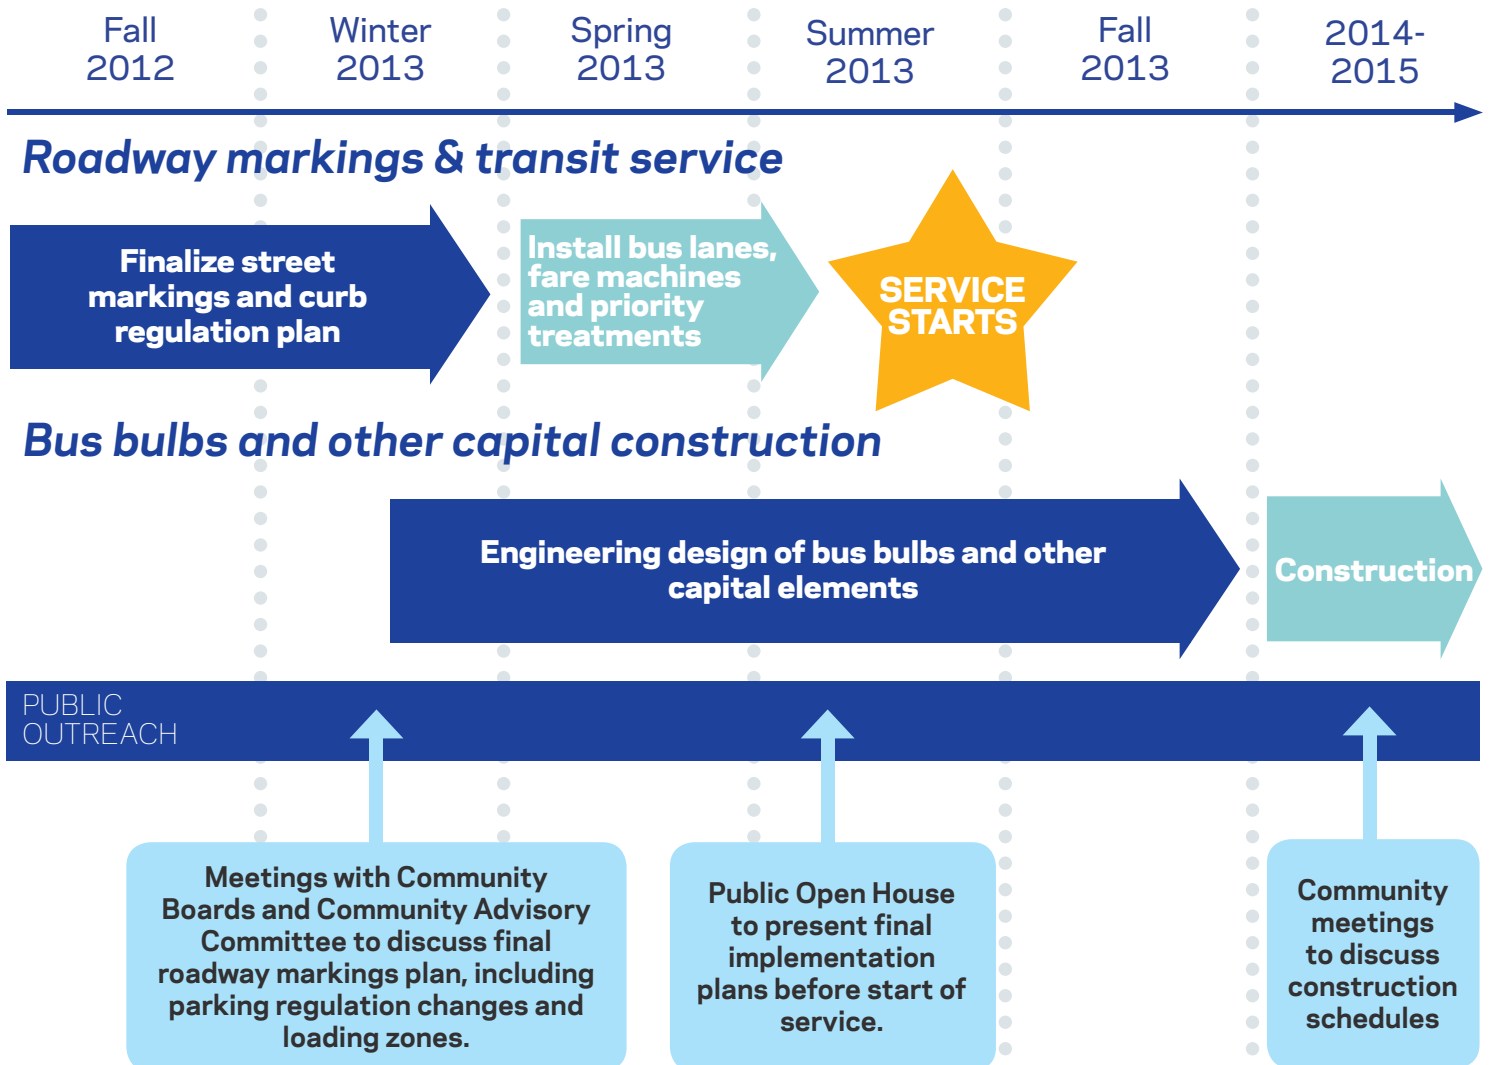 Fall
2012
Winter
2013
Spring
2013
Summer
2013
Fall
2013
2014-
2015
Roadway markings & transit service
Finalize street
markings and curb
regulation plan
Install bus lanes,
fare machines
and priority
treatments
SERVICE
STARTS
Bus bulbs and other capital construction
Engineering design of bus bulbs and other
capital elements
Construction
PUBLIC
OUTREACH
Meetings with Community
Boards and Community Advisory
Committee to discuss final
roadway markings plan, including
parking regulation changes and
loading zones.
Public Open House
to present final
implementation
plans before start of
service.
Community
meetings
to discuss
construction
schedules